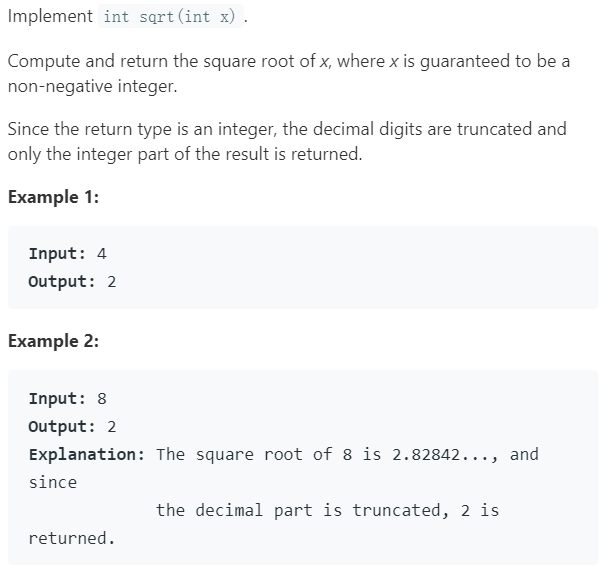 Implement int sqrt(int x) .
Compute and return the square root of x, where x is guaranteed to be a
non-negative integer.
Since the return type is an integer, the decimal digits are truncated and
only the integer part of the result is returned.
Example 1:
Input: 4
Output: 2
Example 2:
Input: 8
Output: 2
Explanation: The square root of 8 is 2.82842..., and
since
the decimal part is truncated, 2 is
returned.